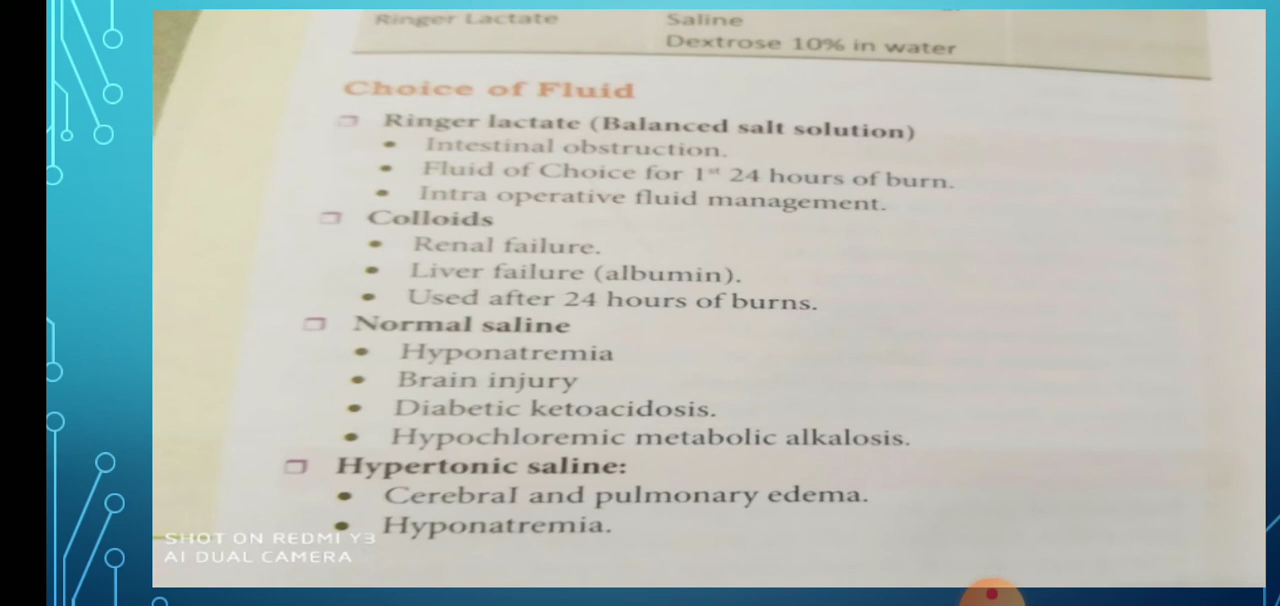 Ringer Lactate Saline
Dextrose 10% in water
Choice of Fluid
Ringer lactate (Balanced salt solution)
Intestinal obstruction.
Fluid of Choice for 1st 24 hours of burn.
Intra operative fluid management.
Colloids
Renal failure.
Liver failure (albumin).
Used after 24 hours of burns.
Normal saline
Hyponatremia
Brain injury
Diabetic ketoacidosis.
Hypochloremic metabolic alkalosis.
Hypertonic saline:
Cerebral and pulmonary edema.
Hyponatremia.
SHOT ON REDMI Y3
AI DUAL CAMERA